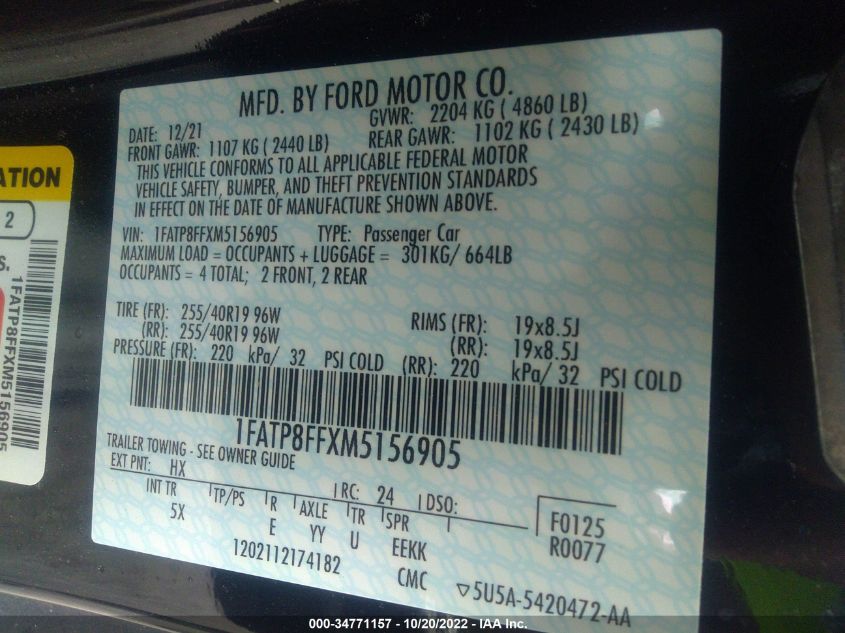 MFD. BY FORD MOTOR CO.
DATE: 12/21
GVWR: 2204 KG ( 4860 LB)
FRONT GAWR: 1107 KG ( 2440 LB)
REAR GAWR: 1102 KG ( 2430 LB)
THIS VEHICLE CONFORMS TO ALL APPLICABLE FEDERAL MOTOR
VEHICLE SAFETY, BUMPER, AND THEFT PREVENTION STANDARDS
IN EFFECT ON THE DATE OF MANUFACTURE SHOWN ABOVE.
VIN: 1FATP8FFXM5156905 TYPE: Passenger Car
MAXIMUM LOAD = OCCUPANTS + LUGGAGE = 301KG/ 664LB
OCCUPANTS = 4 TOTAL; 2 FRONT, 2 REAR
TIRE (FR): 255/40R19 96W RIMS (FR): 19x8.5J
(RR): 255/40R19 96W (RR): 19x8.5J
PRESSURE (FR): 220 kPa/ 32 PSI COLD (RR): 220 kPa/ 32 PSI COLD
1FATP8FFXM5156905
TRAILER TOWING - SEE OWNER GUIDE
EXT PNT: HX RC: 24 DSO:
INT TR TP/PS R AXLE TR SPR
5X E YY U EEKK
F0125
R0077
1202112174182 CMC
5U5A-5420472-AA
ATION
2
S.
1FATP8FFXM5156905
000-34771157 - 10/20/2022 - IAA, Inc.